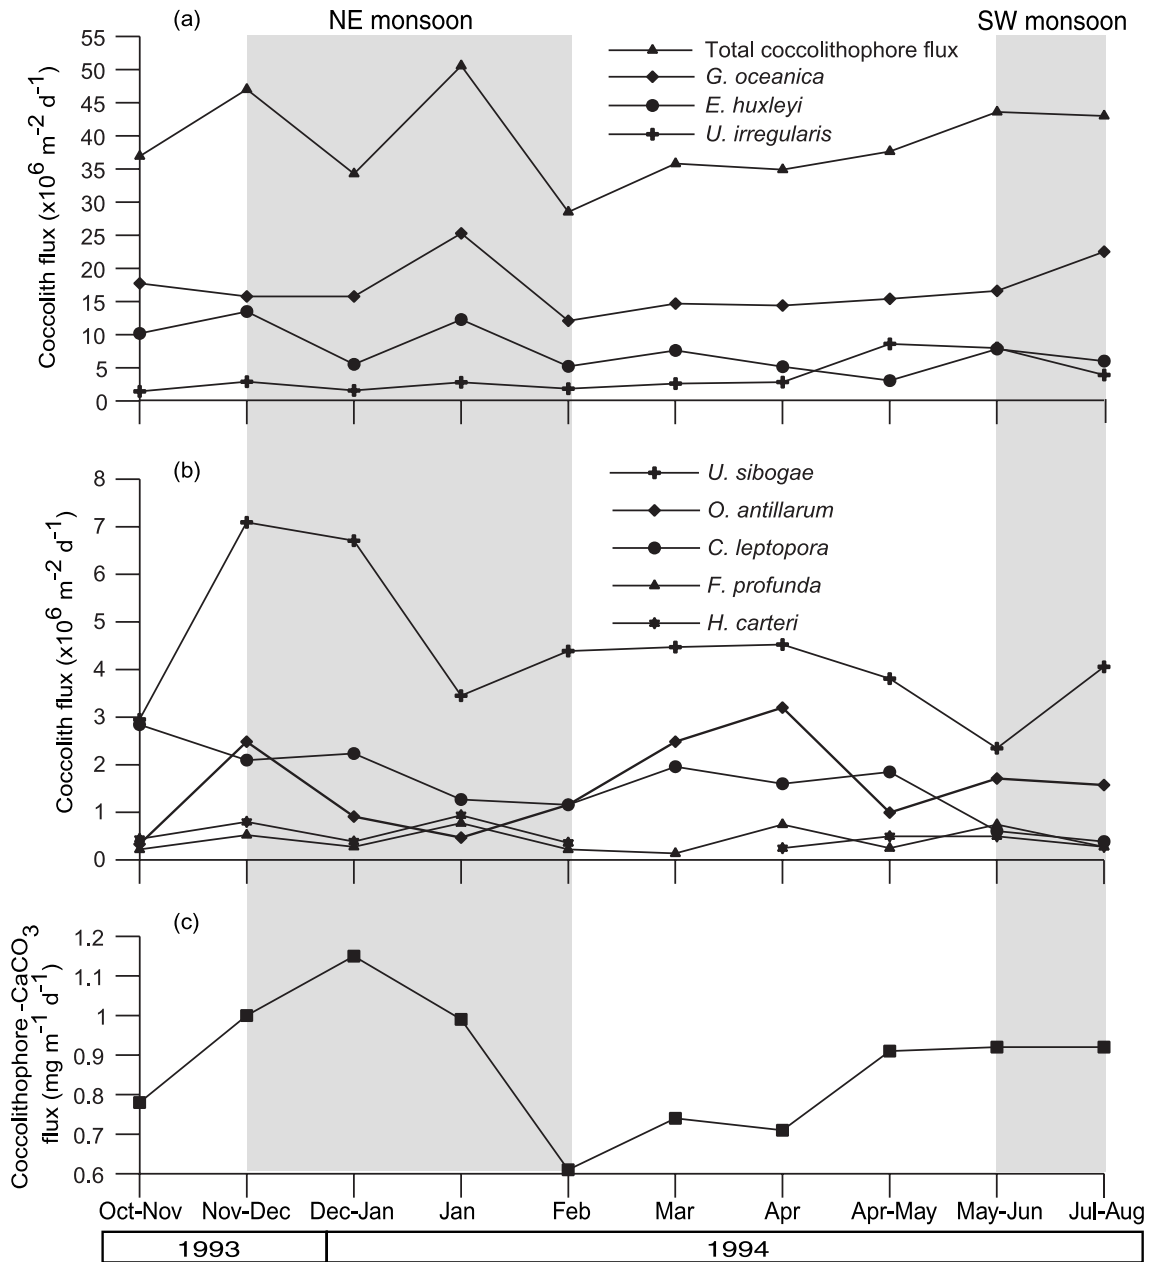 (a)
NE monsoon
SW monsoon
Coccolith flux (x10⁶ m⁻² d⁻¹)
55
50
45
40
35
30
25
20
15
10
5
0
Total coccolithophore flux
G. oceanica
E. huxleyi
U. irregularis
(b)
Coccolith flux (x10⁶ m⁻² d⁻¹)
8
7
6
5
4
3
2
1
0
U. sibogae
O. antillarum
C. leptopora
F. profunda
H. carteri
(c)
Coccolithophore -CaCO₃
flux (mg m⁻¹ d⁻¹)
1.2
1.1
1
0.9
0.8
0.7
0.6
Oct-Nov Nov-Dec Dec-Jan Jan Feb Mar Apr Apr-May May-Jun Jul-Aug
1993 1994